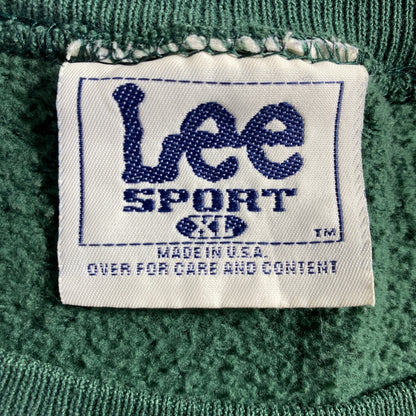 Lee
SPORT
XL
TM
MADE IN U.S.A.
OVER FOR CARE AND CONTENT